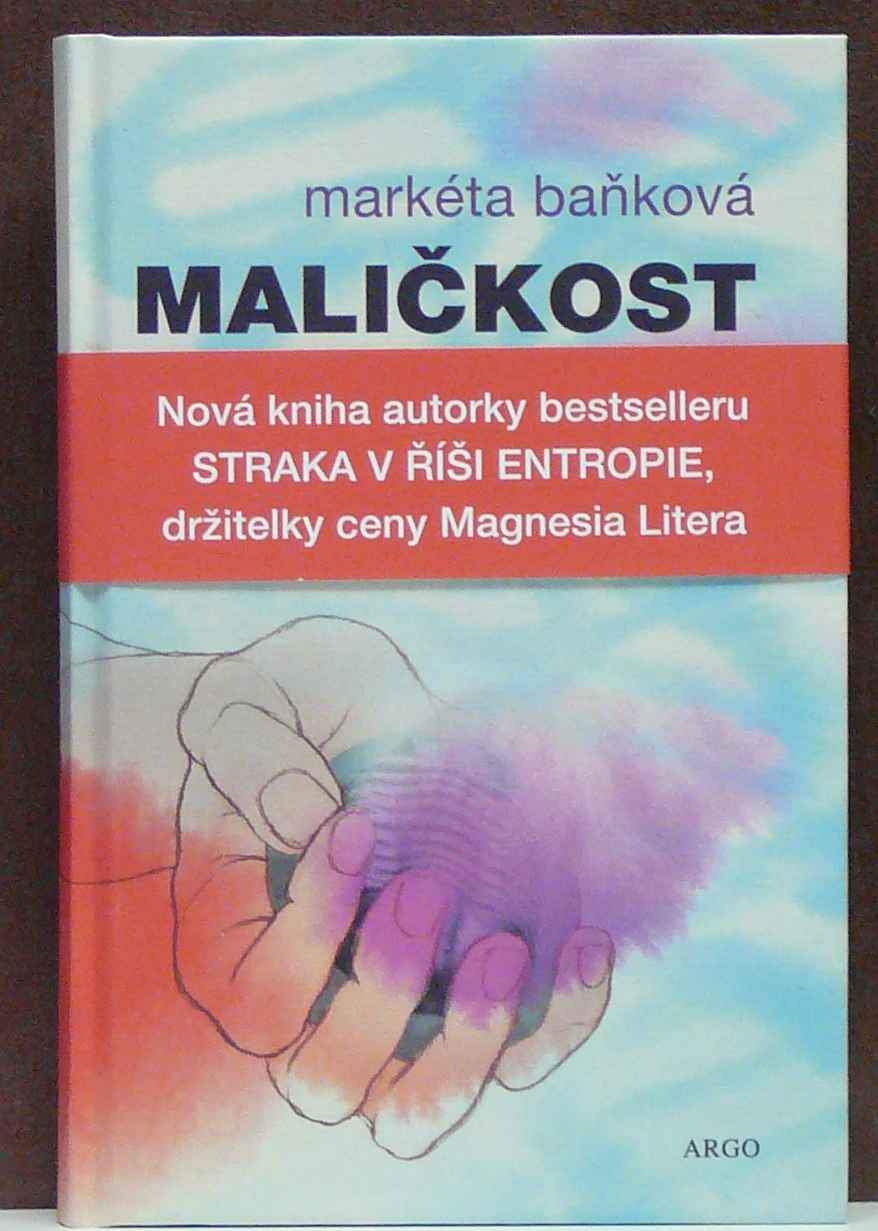 markéta baňková
MALIČKOST
Nová kniha autorky bestselleru
STRAKA V ŘÍŠI ENTROPIE,
držitelky ceny Magnesia Litera
ARGO